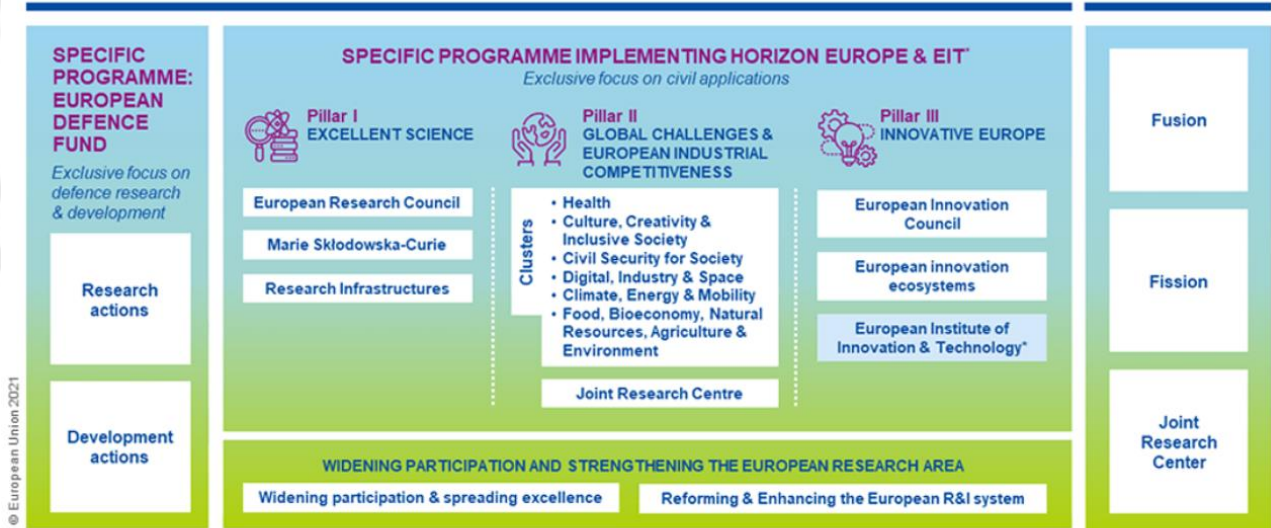 SPECIFIC
PROGRAMME:
EUROPEAN
DEFENCE
FUND
Exclusive focus on
defence research
& development
Research
actions
Development
actions
SPECIFIC PROGRAMME IMPLEMENTING HORIZON EUROPE & EIT*
Exclusive focus on civil applications
Pillar I
EXCELLENT SCIENCE
European Research Council
Marie Skłodowska-Curie
Research Infrastructures
Pillar II
GLOBAL CHALLENGES &
EUROPEAN INDUSTRIAL
COMPETITIVENESS
Clusters
• Health
• Culture, Creativity &
Inclusive Society
• Civil Security for Society
• Digital, Industry & Space
• Climate, Energy & Mobility
• Food, Bioeconomy, Natural
Resources, Agriculture &
Environment
Joint Research Centre
Pillar III
INNOVATIVE EUROPE
European Innovation
Council
European innovation
ecosystems
European Institute of
Innovation & Technology*
WIDENING PARTICIPATION AND STRENGTHENING THE EUROPEAN RESEARCH AREA
Widening participation & spreading excellence
Reforming & Enhancing the European R&I system
Fusion
Fission
Joint
Research
Center
© European Union 2021